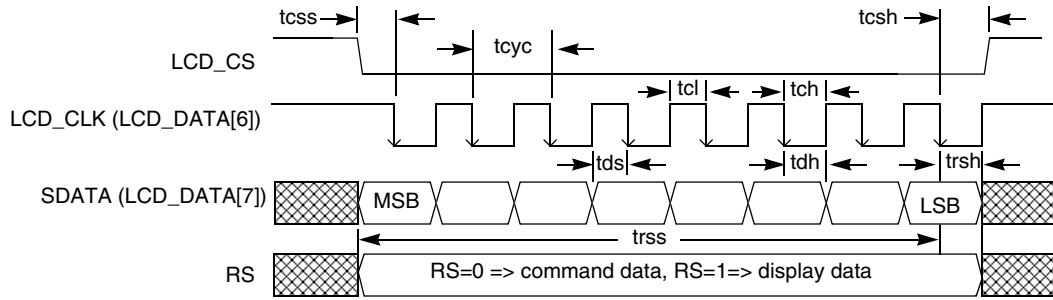 tcss
tcsh
tcyc
LCD_CS
tcl
tch
LCD_CLK (LCD_DATA[6])
tds
tdh
trsh
SDATA (LCD_DATA[7])
MSB
LSB
trss
RS
RS=0 => command data, RS=1=> display data